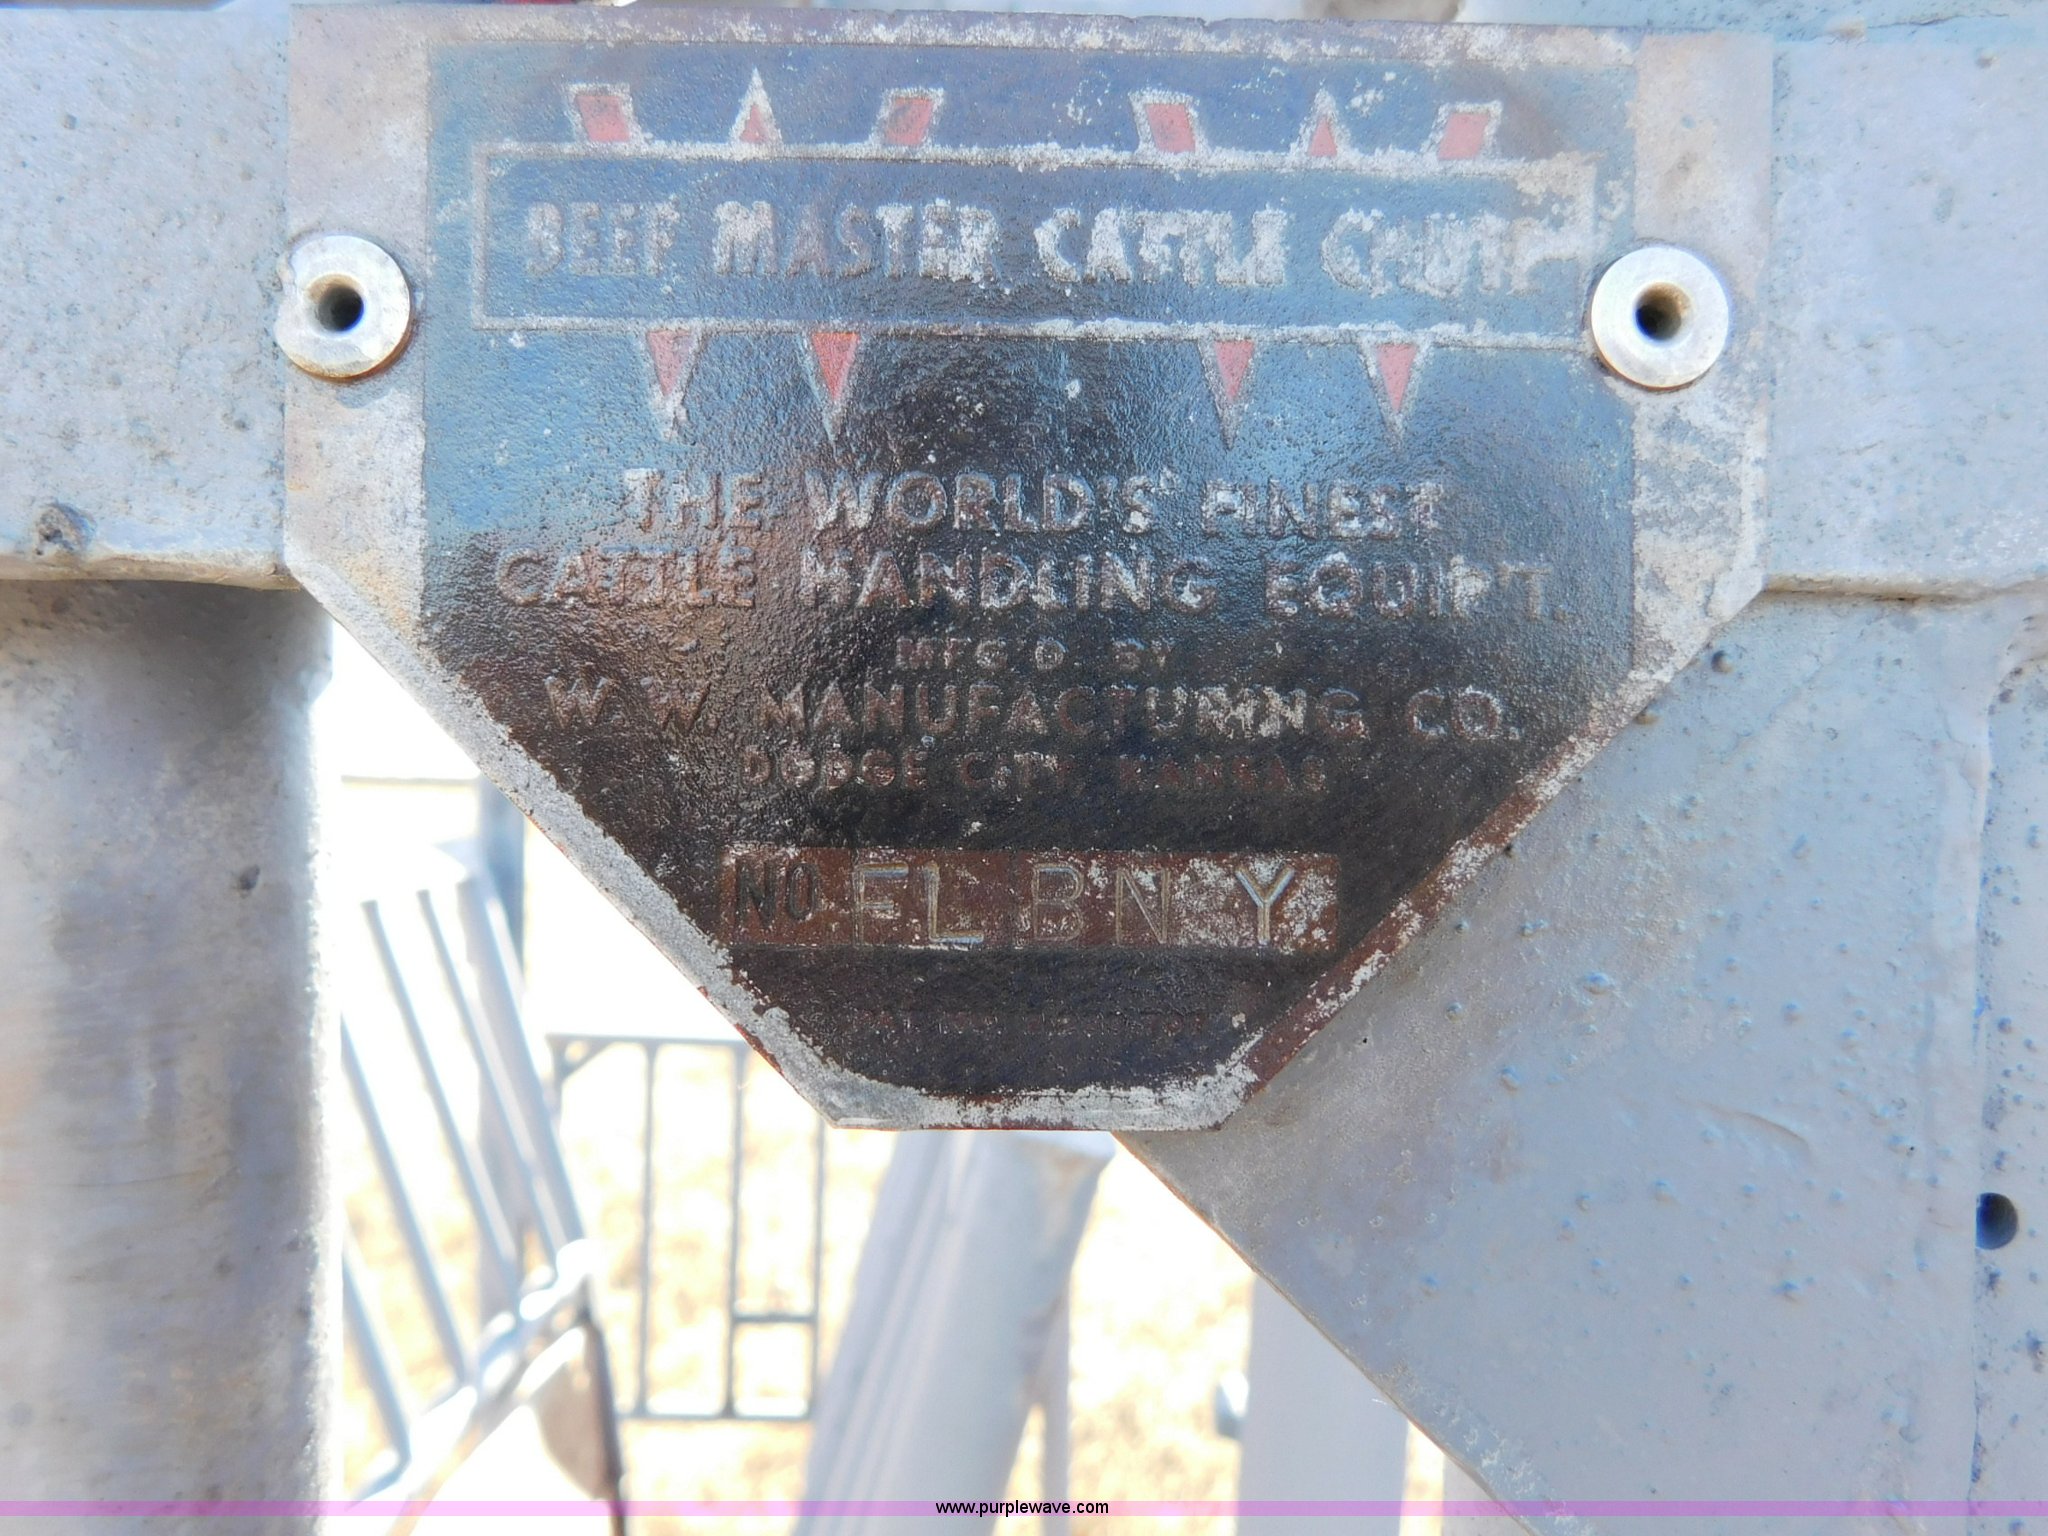 BEEF MASTER CATTLE CHUTE
THE WORLD'S FINEST
CATTLE HANDLING EQUIP'T.
MFG'D. BY
W. W. MANUFACTURING CO.
DODGE CITY, KANSAS
NO FLBN Y
www.purplewave.com